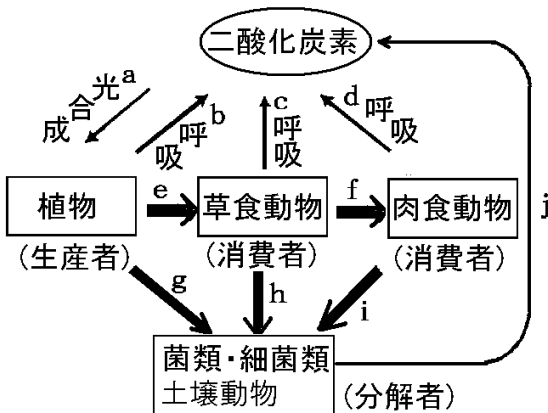 二酸化炭素
光合成 a
呼吸 b
c 呼吸
d 呼吸
植物
e
草食動物
f
肉食動物
j
(生産者)
(消費者)
(消費者)
g
h
i
菌類・細菌類
土壌動物
(分解者)